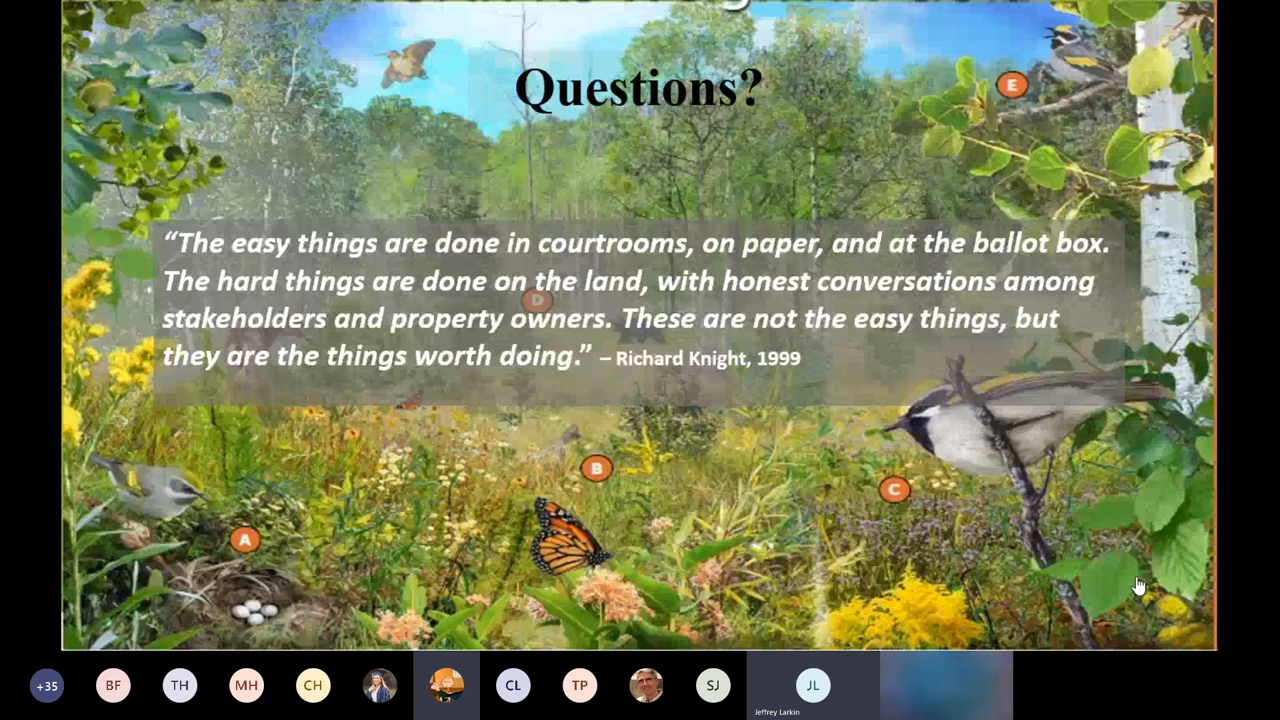 Questions?
E
“The easy things are done in courtrooms, on paper, and at the ballot box.
The hard things are done on the land, with honest conversations among
D
stakeholders and property owners. These are not the easy things, but
they are the things worth doing.” – Richard Knight, 1999
B
C
A
+35
BF
TH
MH
CH
CL
TP
SJ
JL
Jeffrey Larkin